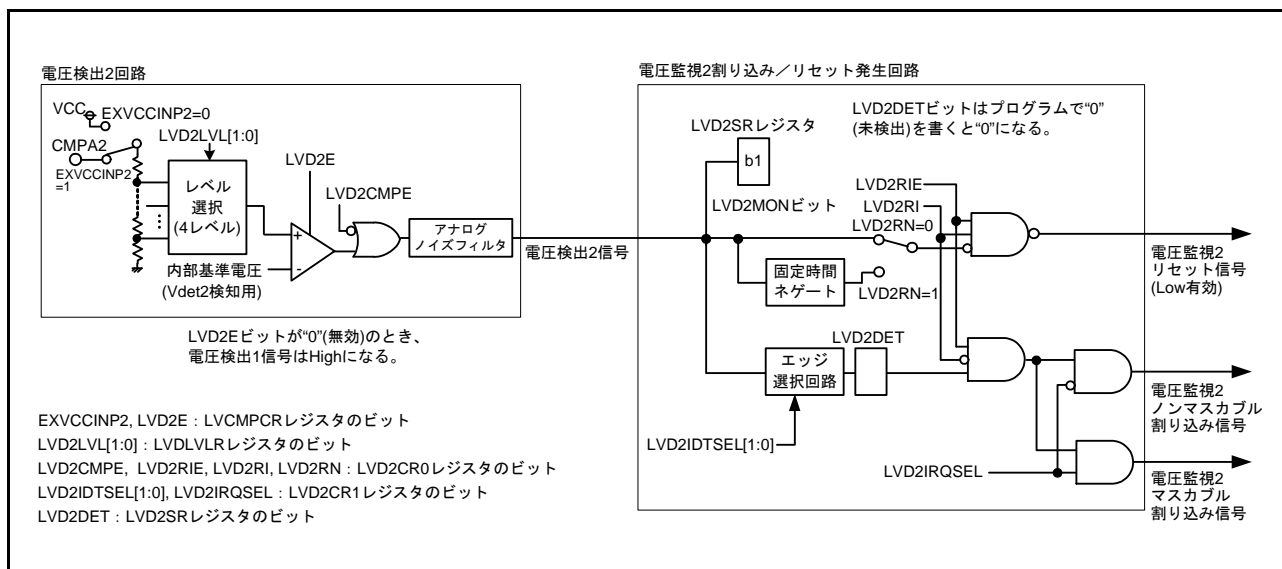 電圧検出2回路
VCC
EXVCCINP2=0
LVD2LVL[1:0]
CMPA2
EXVCCINP2
=1
レベル
選択
(4レベル)
LVD2E
LVD2CMPE
+
-
アナログ
ノイズフィルタ
内部基準電圧
(Vdet2検知用)
電圧検出2信号
LVD2Eビットが“0”(無効)のとき、
電圧検出1信号はHighになる。
電圧監視2割り込み/リセット発生回路
LVD2DETビットはプログラムで“0”
(未検出)を書くと“0”になる。
LVD2SRレジスタ
b1
LVD2MONビット
LVD2RIE
LVD2RI
LVD2RN=0
固定時間
ネゲート
LVD2RN=1
電圧監視2
リセット信号
(Low有効)
エッジ
選択回路
LVD2DET
LVD2IDTSEL[1:0]
LVD2IRQSEL
電圧監視2
ノンマスカブル
割り込み信号
電圧監視2
マスカブル
割り込み信号
EXVCCINP2, LVD2E:LVCMPCRレジスタのビット
LVD2LVL[1:0]:LVDLVLRレジスタのビット
LVD2CMPE, LVD2RIE, LVD2RI, LVD2RN:LVD2CR0レジスタのビット
LVD2IDTSEL[1:0], LVD2IRQSEL:LVD2CR1レジスタのビット
LVD2DET:LVD2SRレジスタのビット